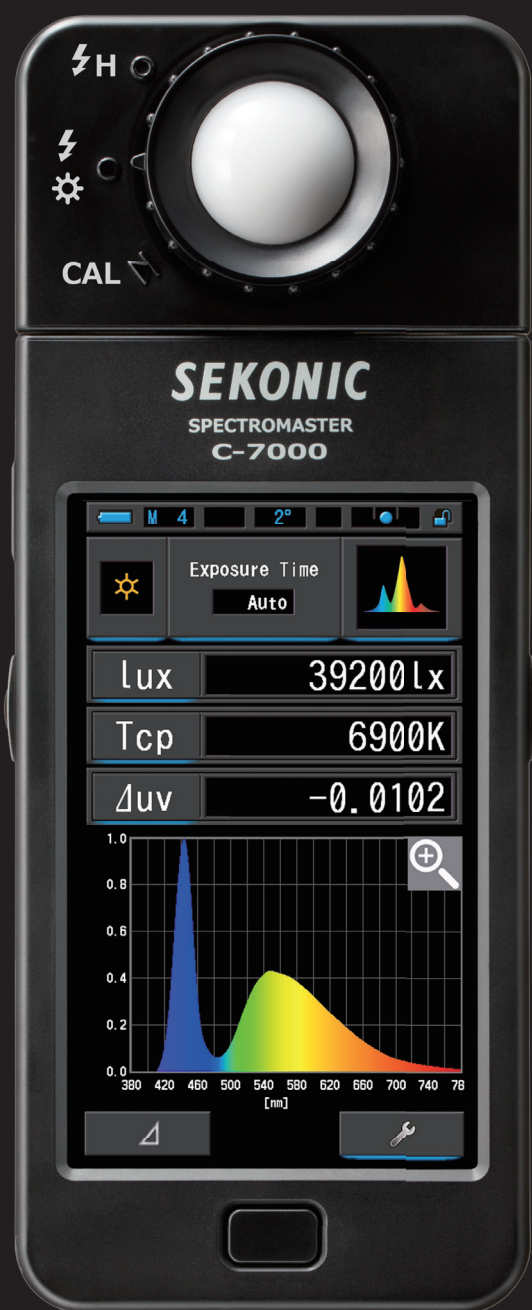 H
CAL
SEKONIC
SPECTROMASTER
C-7000
M 4 2°
Exposure Time
Auto
lux 39200lx
Tcp 6900K
⊿uv -0.0102
1.0
0.8
0.6
0.4
0.2
0.0
380 420 460 500 540 580 620 660 700 740 78
[nm]